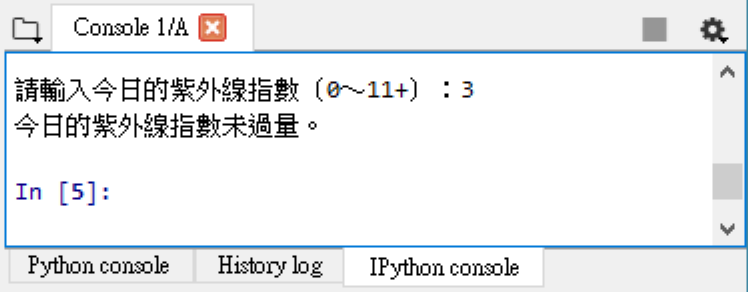 Console 1/A
請輸入今日的紫外線指數（0～11+）：3
今日的紫外線指數未過量。
In [5]:
Python console
History log
IPython console